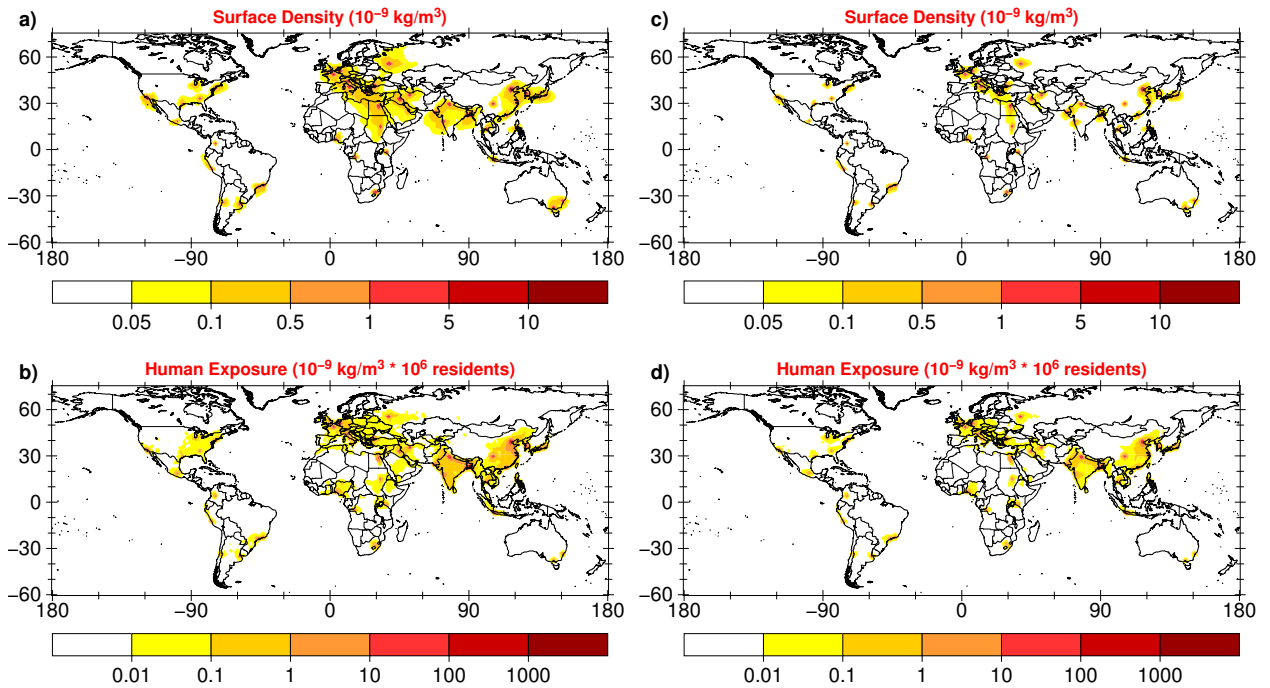 a) Surface Density (10⁻⁹ kg/m³)
60
30
0
−30
−60
180 −90 0 90 180
0.05 0.1 0.5 1 5 10
c) Surface Density (10⁻⁹ kg/m³)
60
30
0
−30
−60
180 −90 0 90 180
0.05 0.1 0.5 1 5 10
b) Human Exposure (10⁻⁹ kg/m³ * 10⁶ residents)
60
30
0
−30
−60
180 −90 0 90 180
0.01 0.1 1 10 100 1000
d) Human Exposure (10⁻⁹ kg/m³ * 10⁶ residents)
60
30
0
−30
−60
180 −90 0 90 180
0.01 0.1 1 10 100 1000